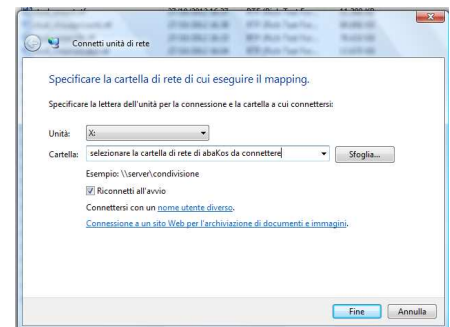 Connetti unità di rete
Specificare la cartella di rete di cui eseguire il mapping.
Specificare la lettera dell'unità per la connessione e la cartella a cui connettersi:
Unità: X:
Cartella: selezionare la cartella di rete di abaKos da connettere Sfoglia...
Esempio: \\server\condivisione
Riconnetti all'avvio
Connettersi con un nome utente diverso.
Connessione a un sito Web per l'archiviazione di documenti e immagini.
Fine Annulla